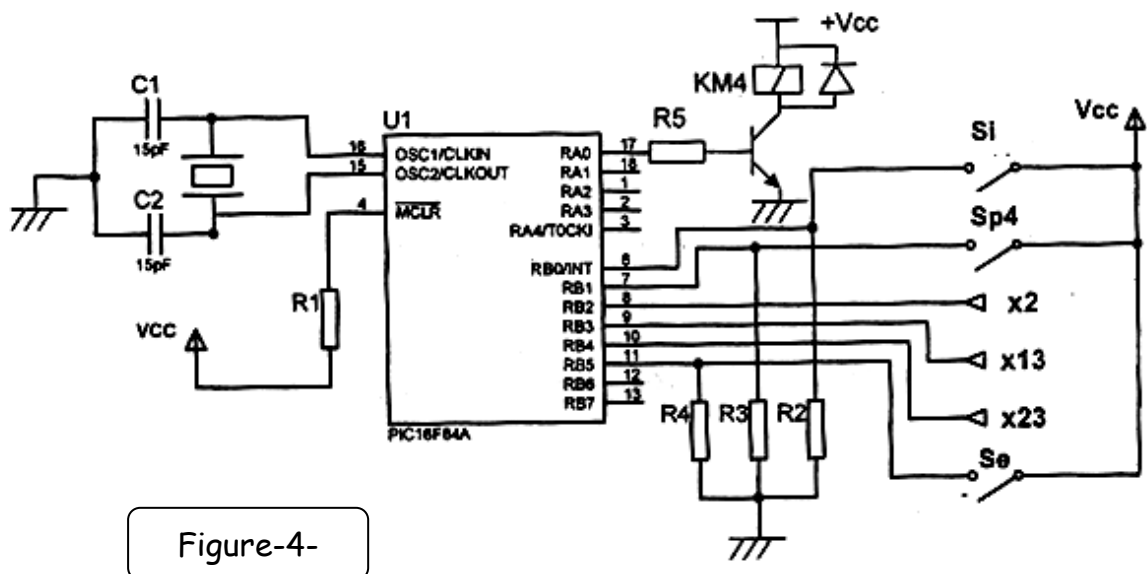 +Vcc
KM4
C1
15pF
U1
R5
Vcc
Si
16
OSC1/CLKIN
15
OSC2/CLKOUT
4
MCLR
RA0
17
RA1
18
RA2
1
RA3
2
RA4/T0CKI
3
RB0/INT
6
RB1
7
RB2
8
RB3
9
RB4
10
RB5
11
RB6
12
RB7
13
Sp4
C2
15pF
x2
R1
VCC
x13
R4
R3
R2
x23
PIC16F84A
Se
Figure-4-